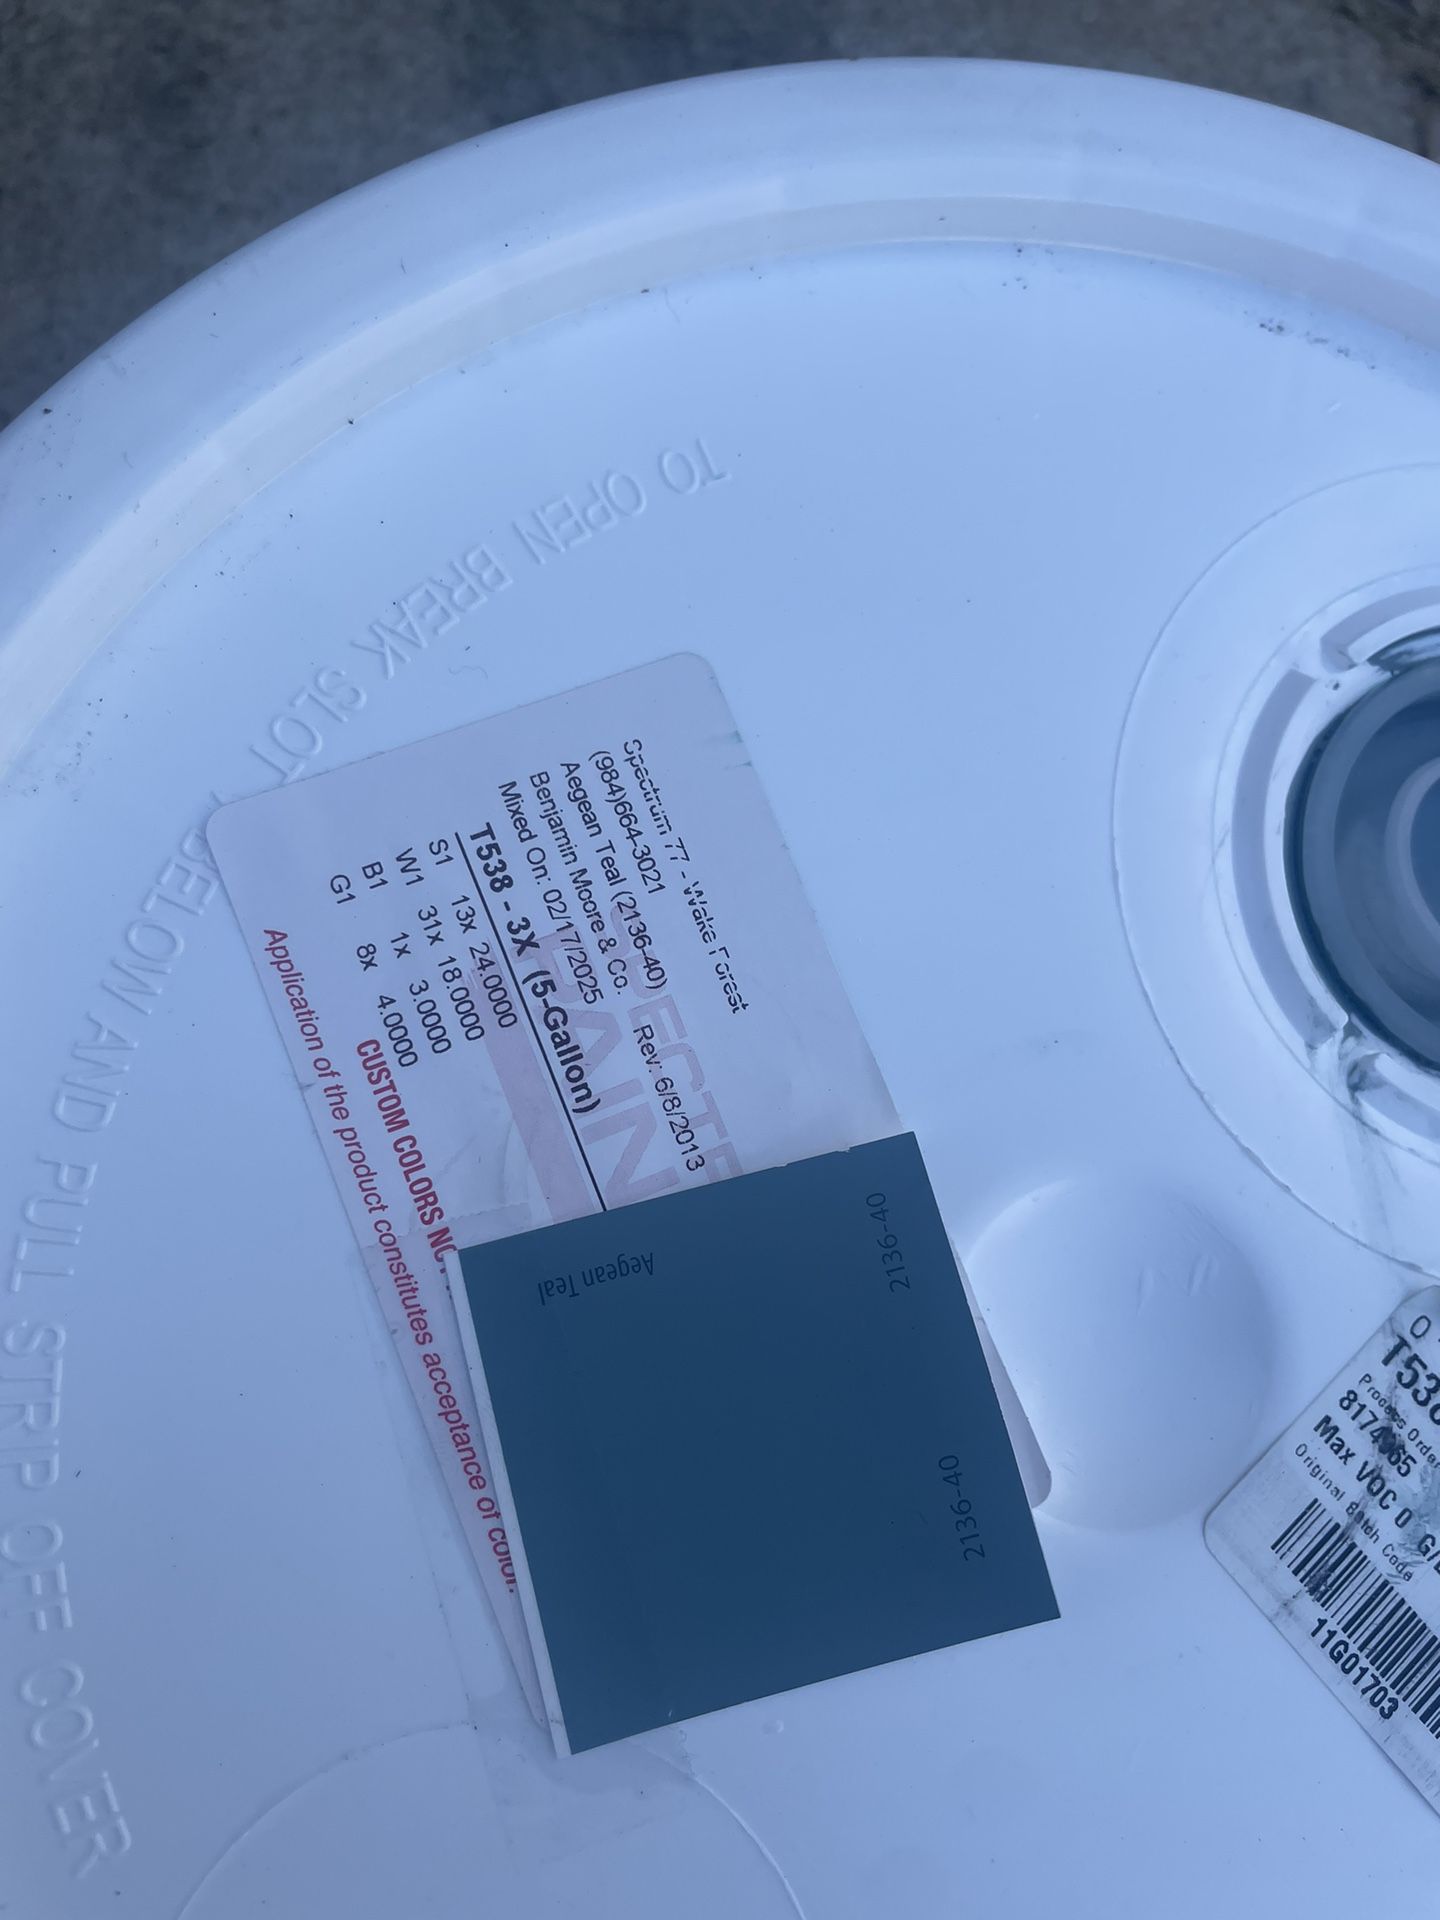 TO OPEN BREAK SLOT BELOW AND PULL STRIP OFF COVER
Spectrum 77 - Wake Forest
(984)664-3021
Aegean Teal (2136-40) Rev: 6/8/2013
Benjamin Moore & Co.
Mixed On: 02/17/2025
T538 - 3X (5-Gallon)
S1 13x 24.0000
W1 31x 18.0000
B1 1x 3.0000
G1 8x 4.0000
CUSTOM COLORS
Application of the product constitutes acceptance of color.
Aegean Teal
2136-40
2136-40
Process Order
Max VOC 0
Original Batch Code
11G01703